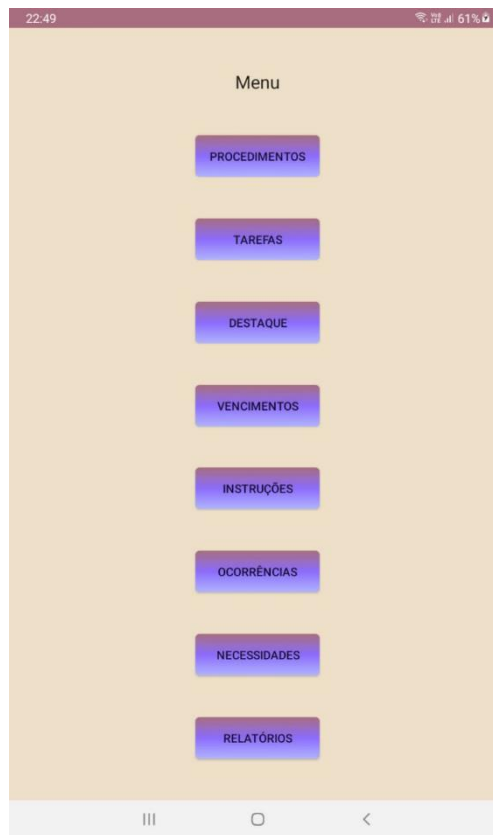 22:49
61%
Menu
PROCEDIMENTOS
TAREFAS
DESTAQUE
VENCIMENTOS
INSTRUÇÕES
OCORRÊNCIAS
NECESSIDADES
RELATÓRIOS